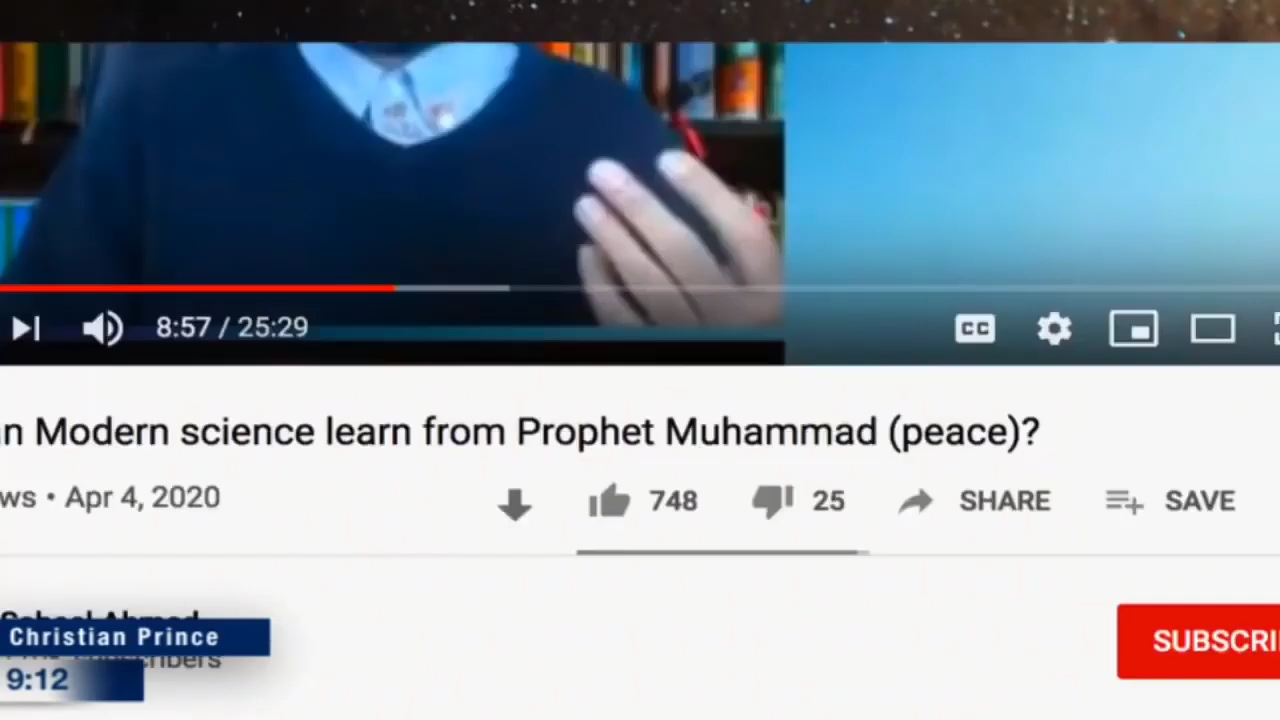 8:57 / 25:29
CC
n Modern science learn from Prophet Muhammad (peace)?
ws • Apr 4, 2020
748 25 SHARE SAVE
Christian Prince
9:12
SUBSCRI